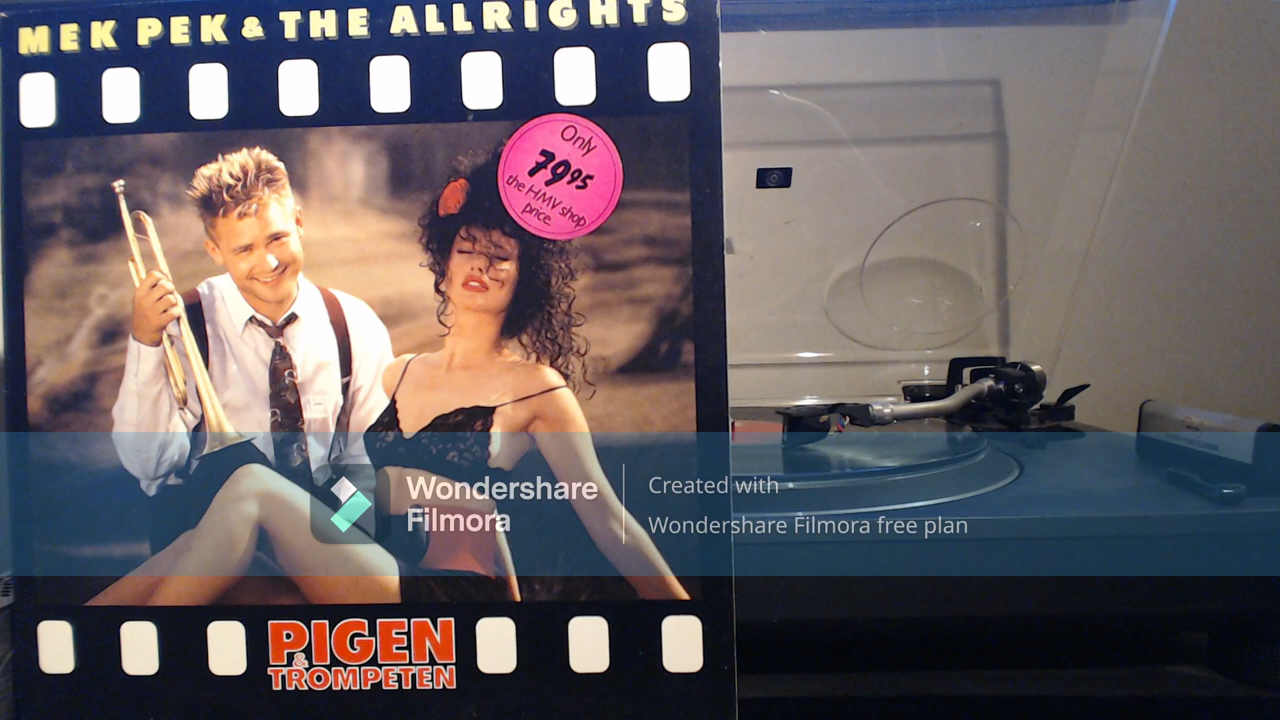 MEK PEK & THE ALLRIGHTS
Only
7995
the HMV shop
price
Wondershare
Filmora
Created with
Wondershare Filmora free plan
PIGEN
&
TROMPETEN